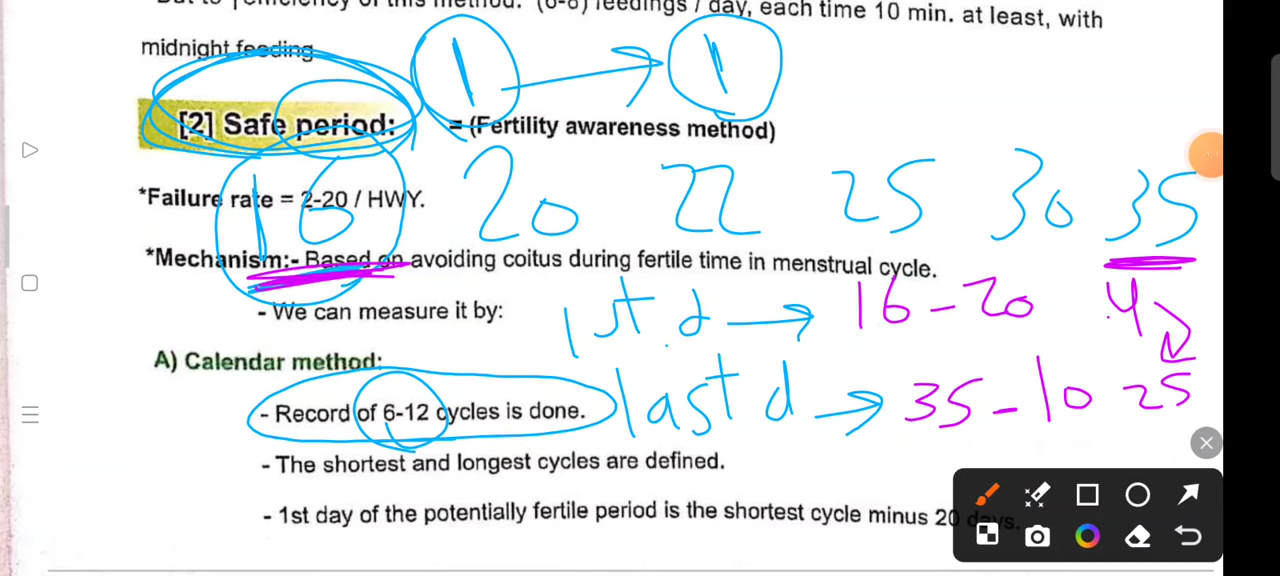 But to ↑ efficiency of this method: (6-8) feedings / day, each time 10 min. at least, with
midnight feeding
1 → 1
[2] Safe period: = (Fertility awareness method)
*Failure rate = 2-20 / HWY.
16 20 22 25 30 35
*Mechanism:- Based on avoiding coitus during fertile time in menstrual cycle.
- We can measure it by:
1st d → 16 - 20 4
A) Calendar method:
last d → 35 - 10 25
- Record of 6-12 cycles is done.
- The shortest and longest cycles are defined.
- 1st day of the potentially fertile period is the shortest cycle minus 20 days.